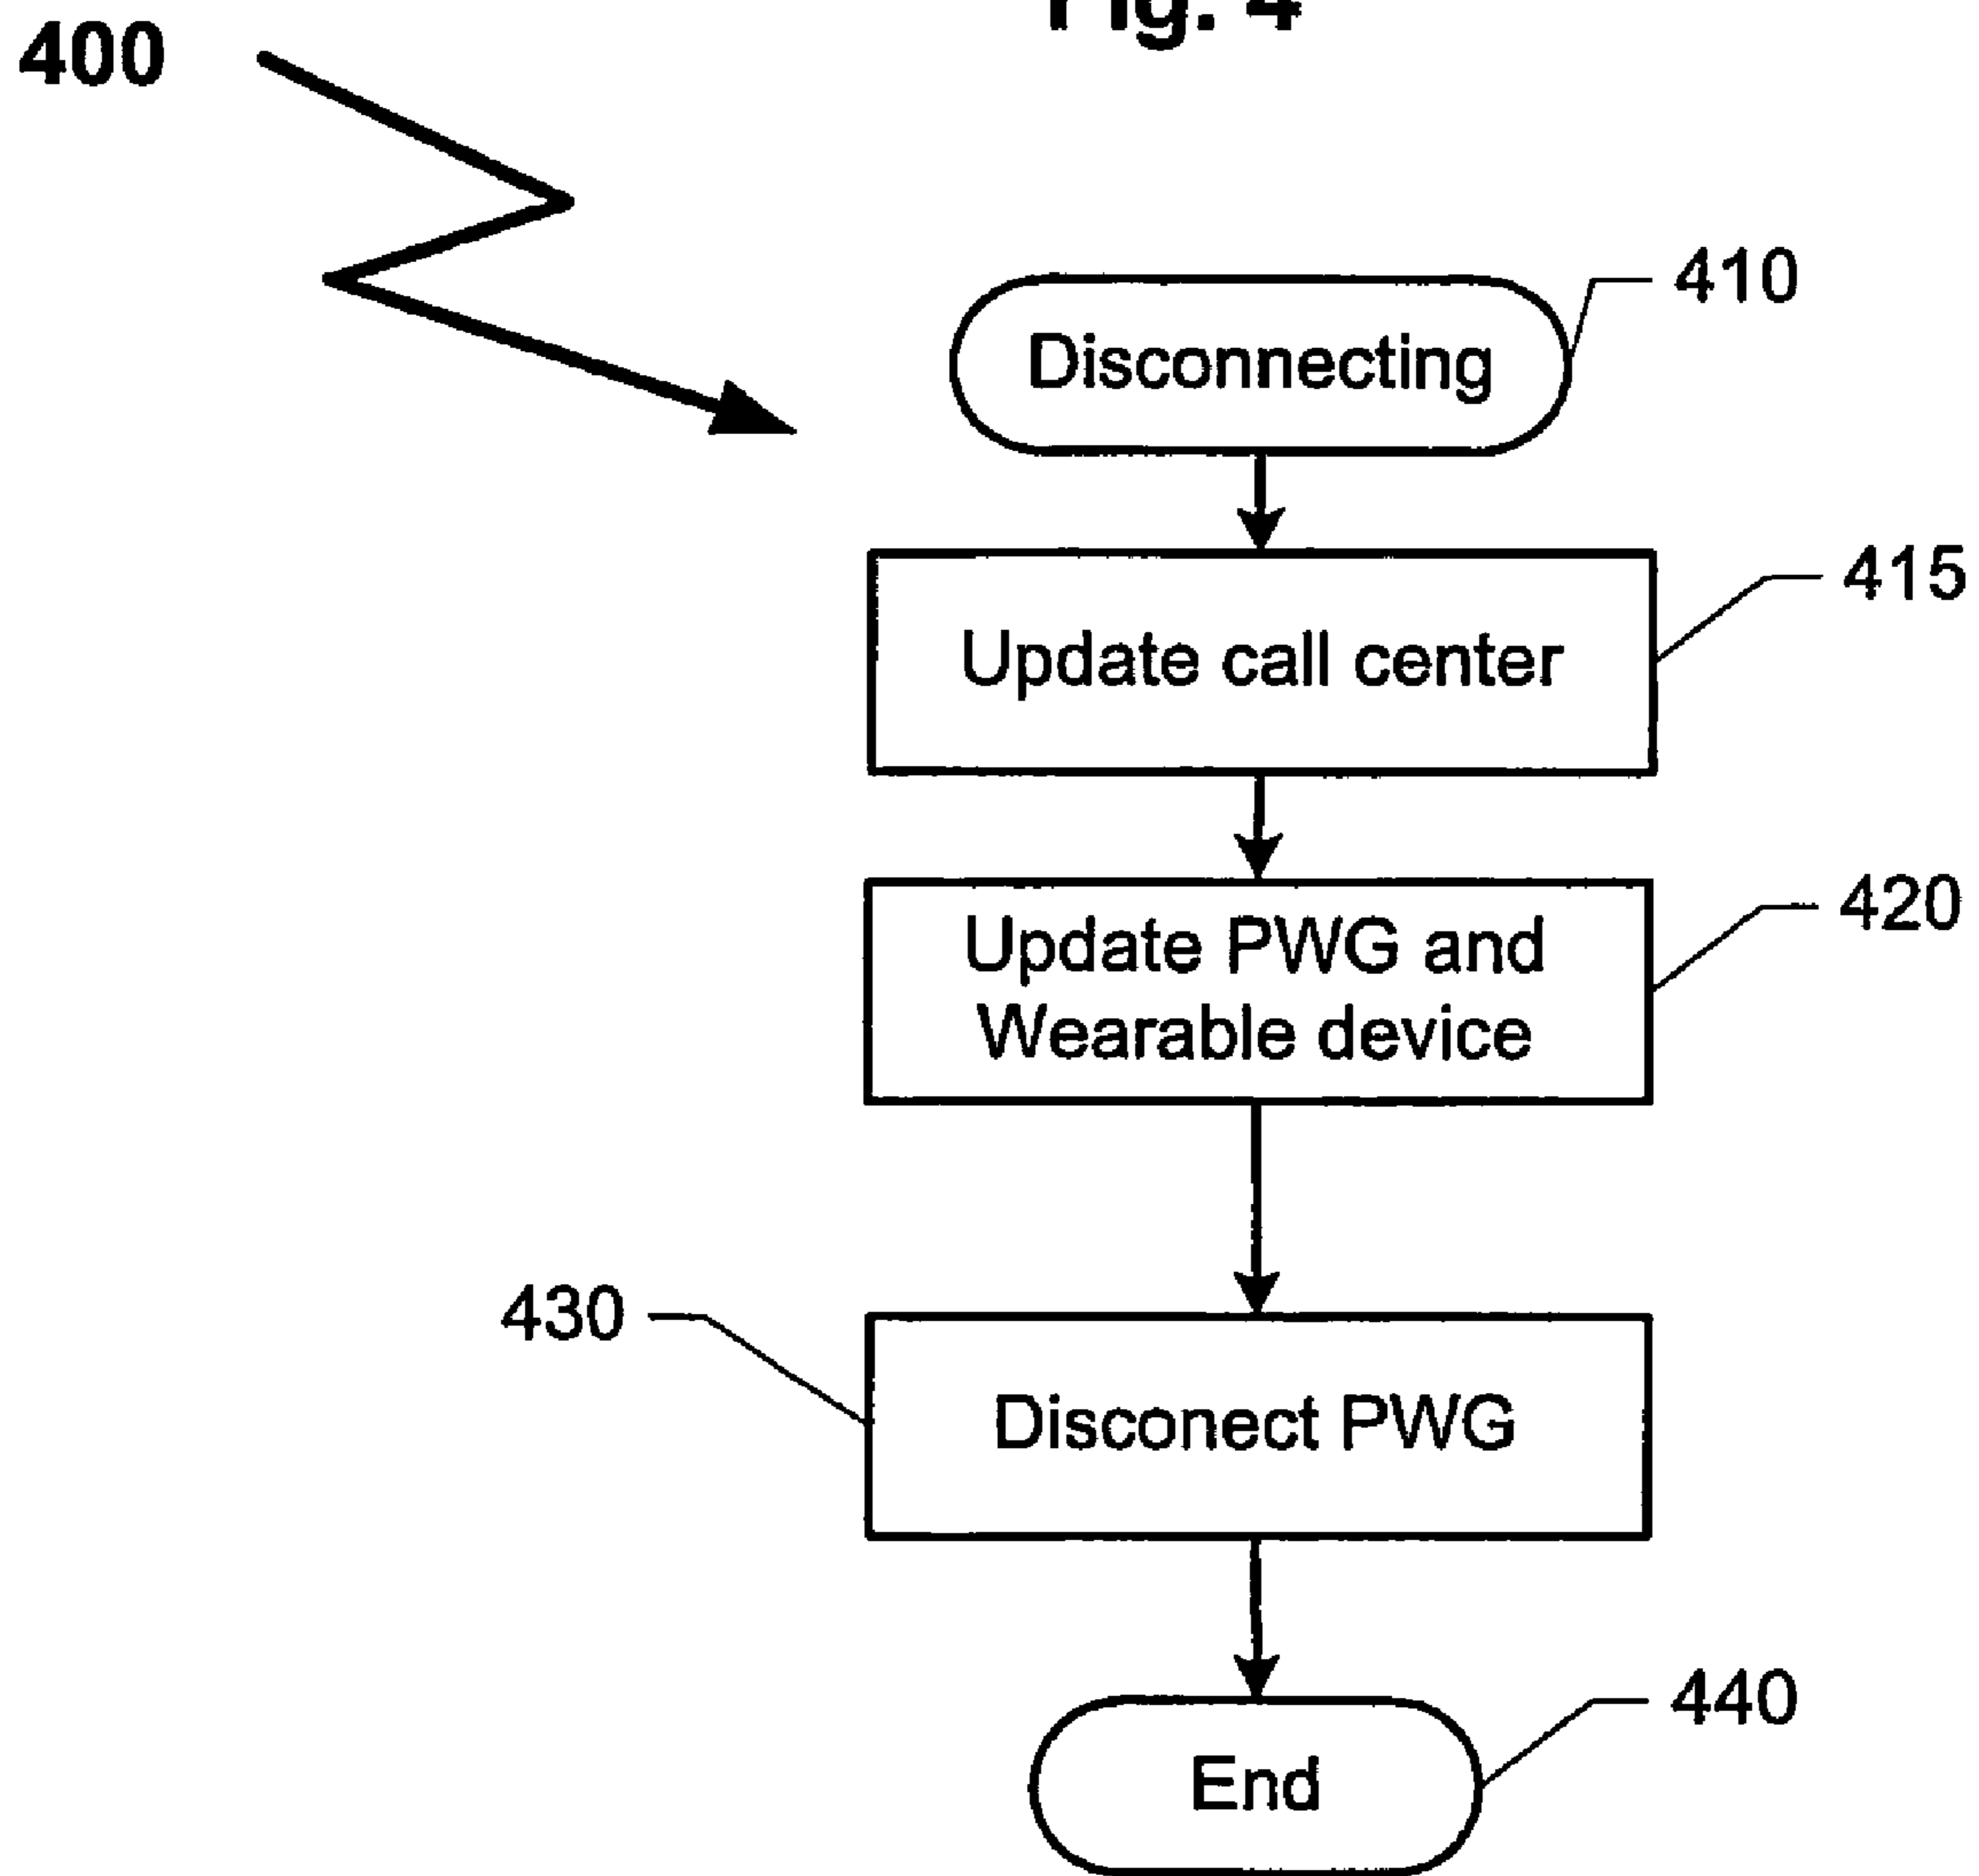 Fig. 4
400
Disconnecting
410
Update call center
415
Update PWG and
Wearable device
420
430
Disconect PWG
End
440